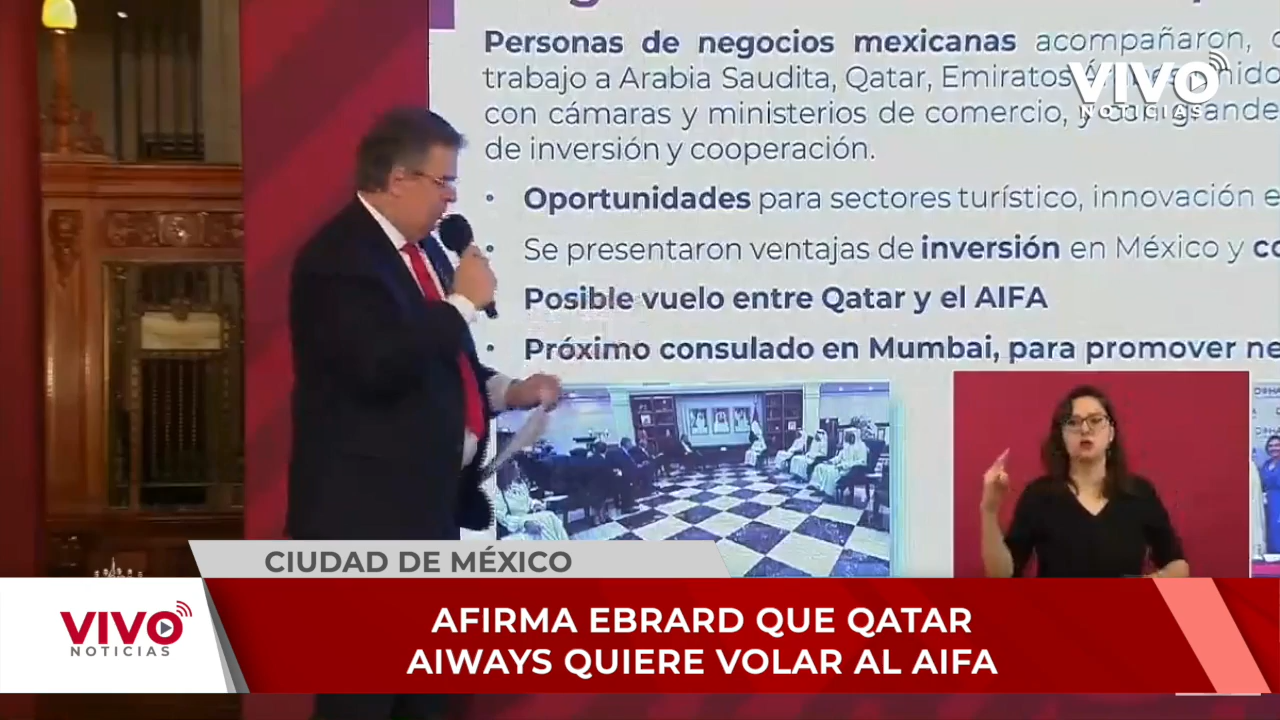 Personas de negocios mexicanas acompañaron,
trabajo a Arabia Saudita, Qatar, Emiratos
con cámaras y ministerios de comercio, y
de inversión y cooperación.
• Oportunidades para sectores turístico, innovación e
• Se presentaron ventajas de inversión en México y co
Posible vuelo entre Qatar y el AIFA
• Próximo consulado en Mumbai, para promover ne
VIVO
NOTICIAS
CIUDAD DE MÉXICO
VIVO
NOTICIAS
AFIRMA EBRARD QUE QATAR
AIWAYS QUIERE VOLAR AL AIFA